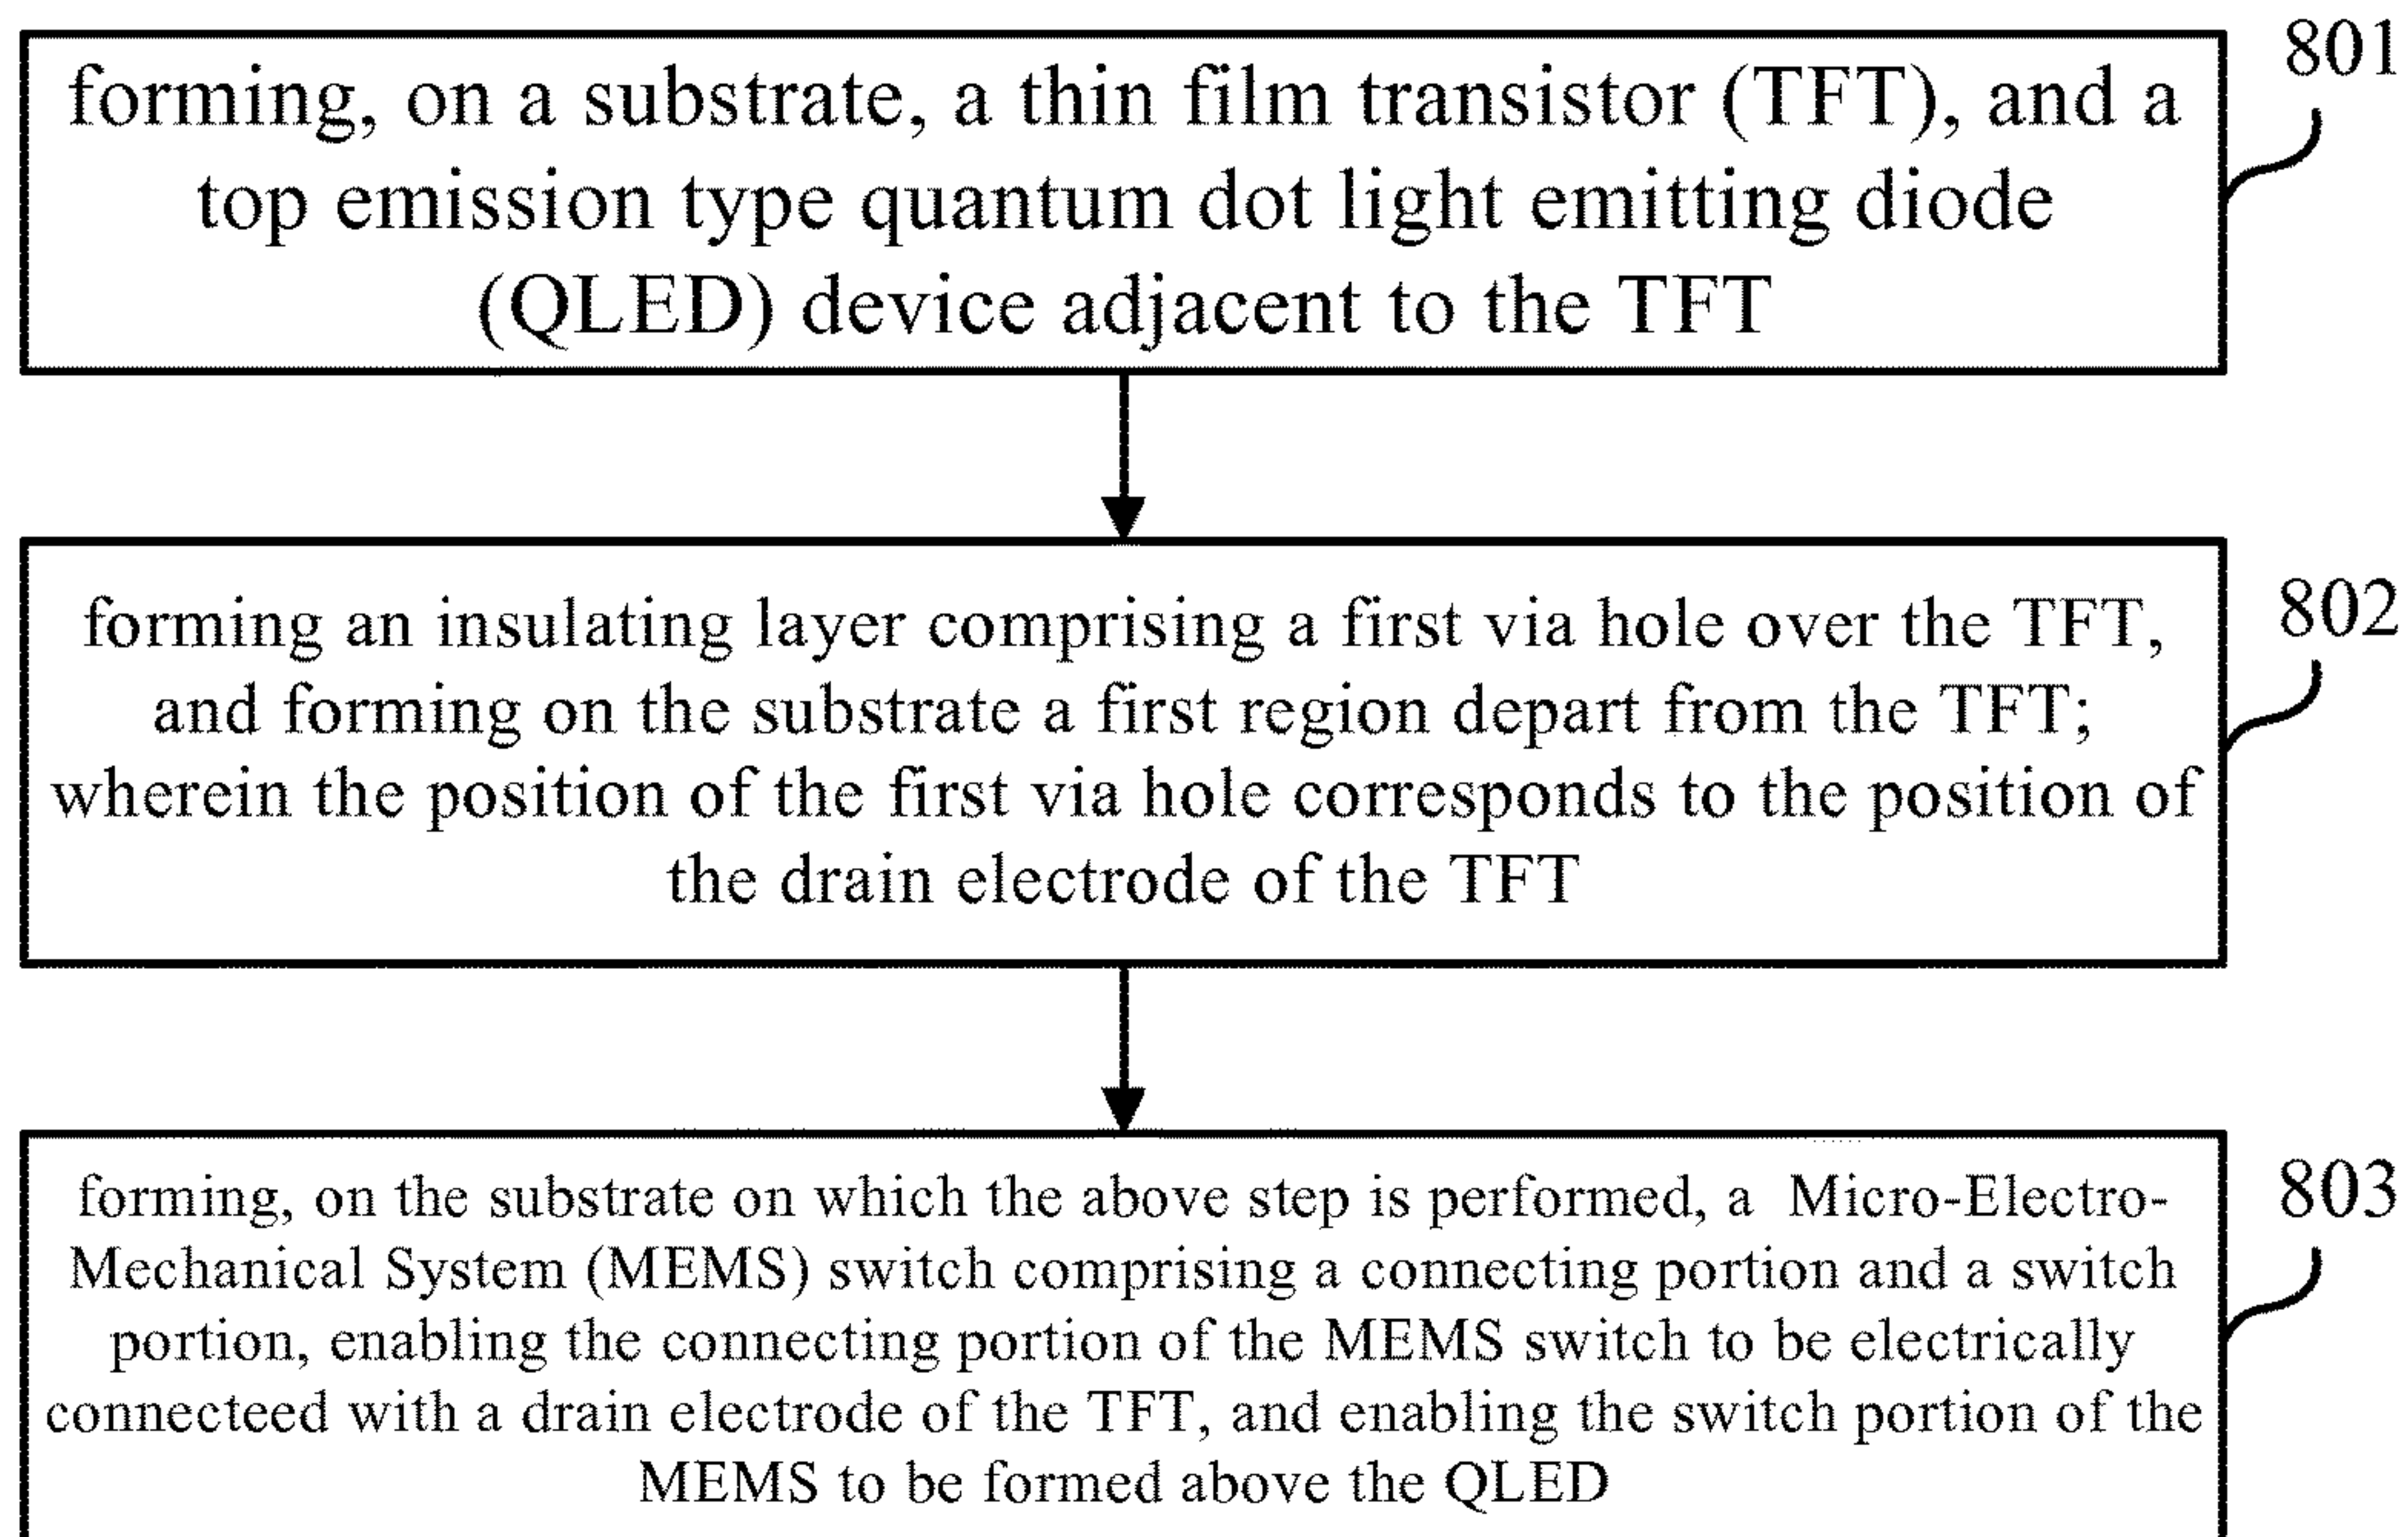 801
forming, on a substrate, a thin film transistor (TFT), and a
top emission type quantum dot light emitting diode
(QLED) device adjacent to the TFT
802
forming an insulating layer comprising a first via hole over the TFT,
and forming on the substrate a first region depart from the TFT;
wherein the position of the first via hole corresponds to the position of
the drain electrode of the TFT
803
forming, on the substrate on which the above step is performed, a Micro-Electro-
Mechanical System (MEMS) switch comprising a connecting portion and a switch
portion, enabling the connecting portion of the MEMS switch to be electrically
connecteed with a drain electrode of the TFT, and enabling the switch portion of the
MEMS to be formed above the QLED